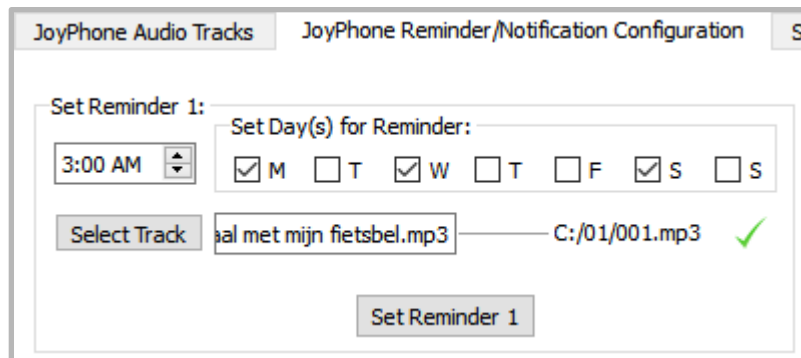 JoyPhone Audio Tracks JoyPhone Reminder/Notification Configuration S
Set Reminder 1:
Set Day(s) for Reminder:
3:00 AM M T W T F S S
Select Track aal met mijn fietsbel.mp3 C:/01/001.mp3
Set Reminder 1